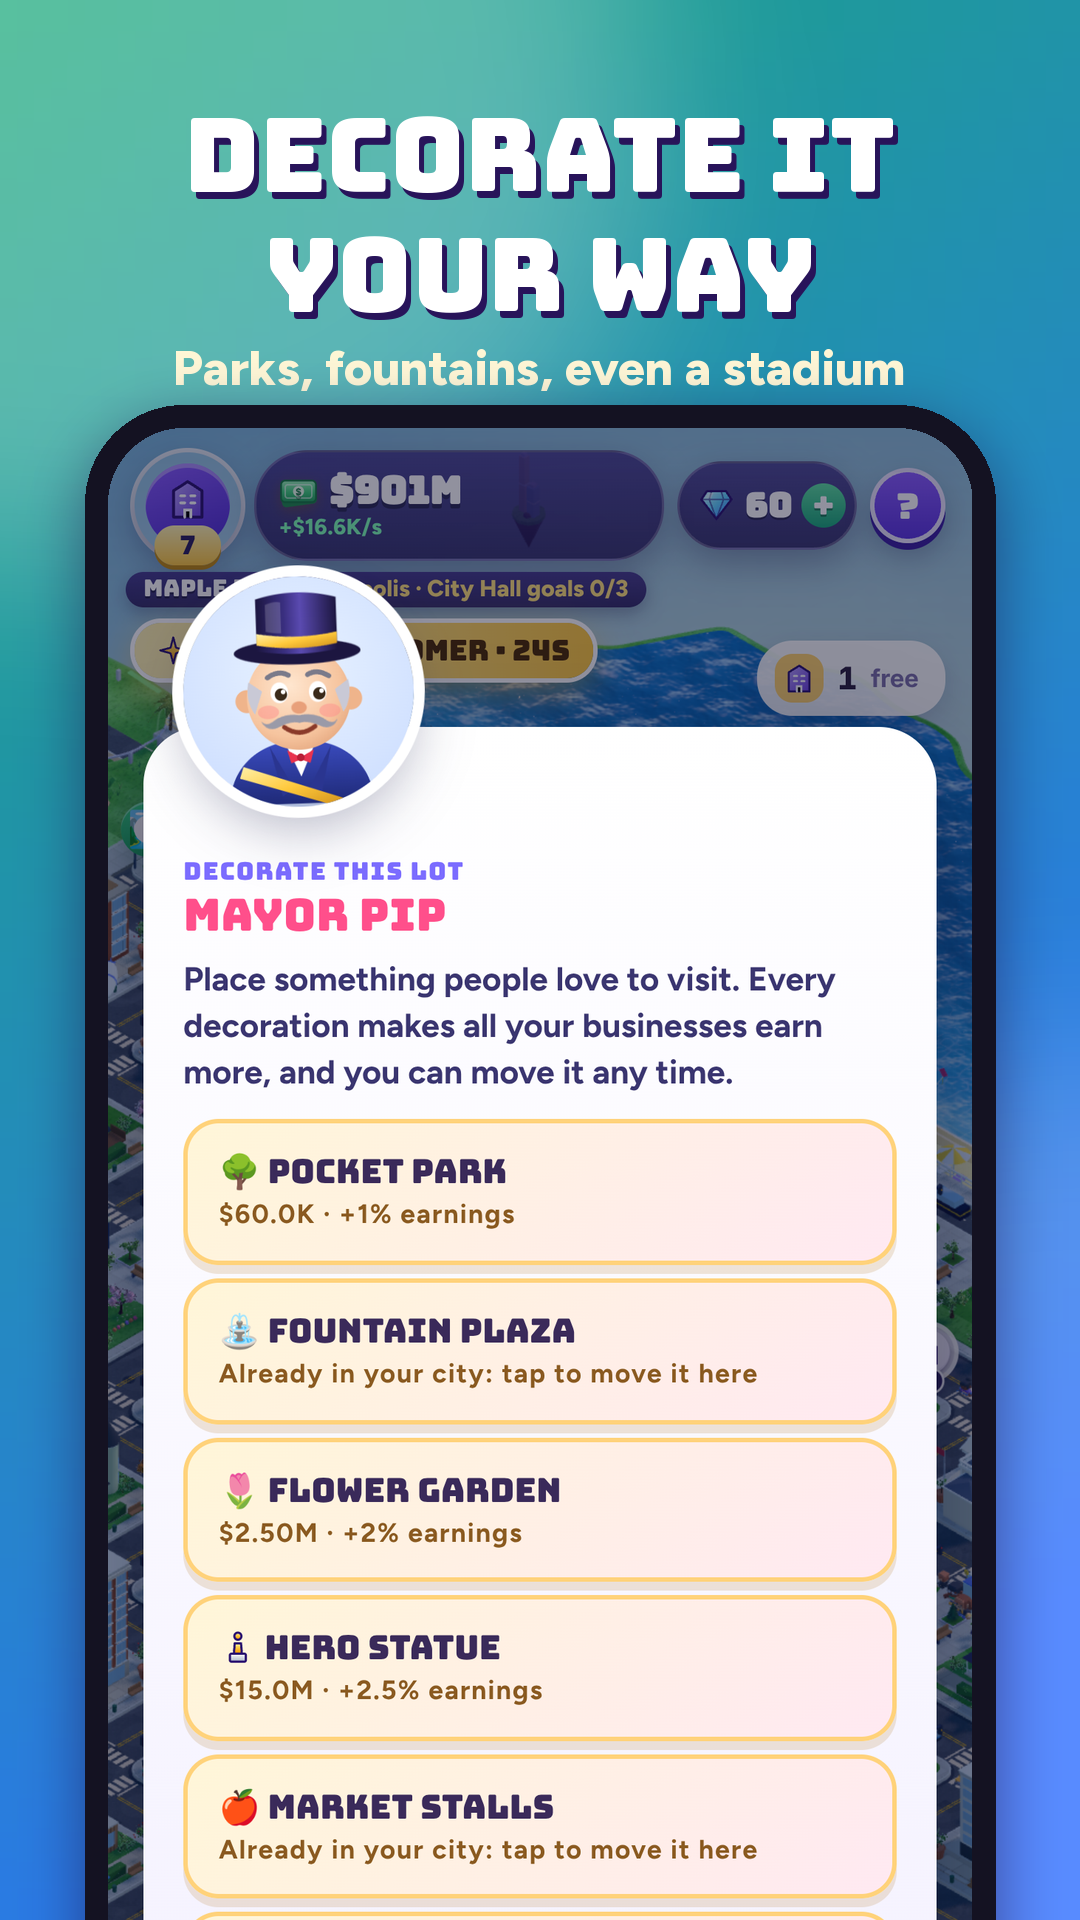 DECORATE IT
YOUR WAY
Parks, fountains, even a stadium
$901M
+$16.6K/s
60 +
?
7
MAPLE
olis · City Hall goals 0/3
OMER • 24S
1 free
DECORATE THIS LOT
MAYOR PIP
Place something people love to visit. Every
decoration makes all your businesses earn
more, and you can move it any time.
POCKET PARK
$60.0K · +1% earnings
FOUNTAIN PLAZA
Already in your city: tap to move it here
FLOWER GARDEN
$2.50M · +2% earnings
HERO STATUE
$15.0M · +2.5% earnings
MARKET STALLS
Already in your city: tap to move it here